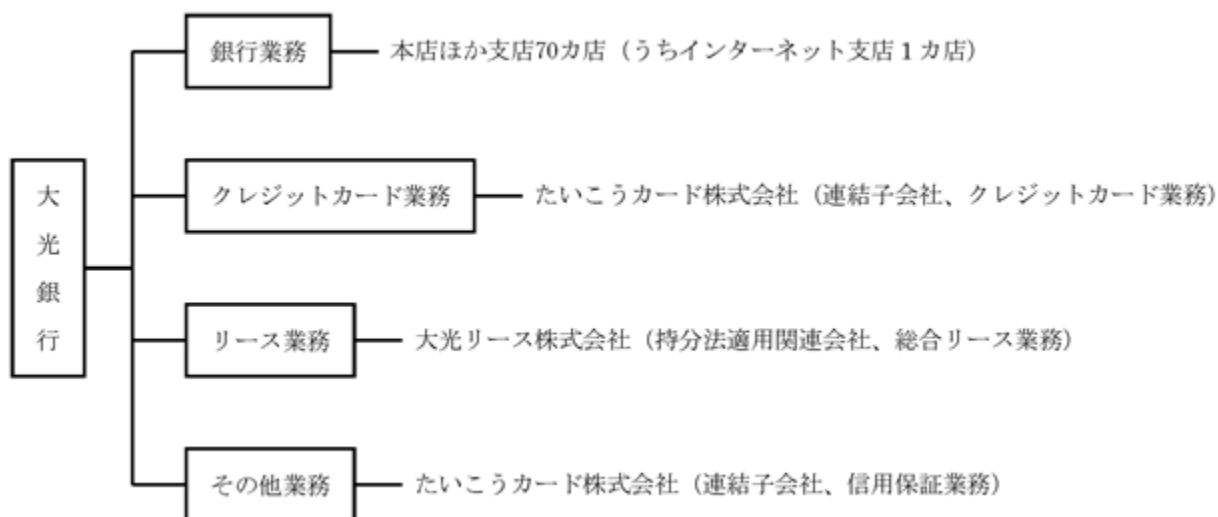 大光銀行
銀行業務 本店ほか支店70カ店（うちインターネット支店１カ店）
クレジットカード業務 たいこうカード株式会社（連結子会社、クレジットカード業務）
リース業務 大光リース株式会社（持分法適用関連会社、総合リース業務）
その他業務 たいこうカード株式会社（連結子会社、信用保証業務）